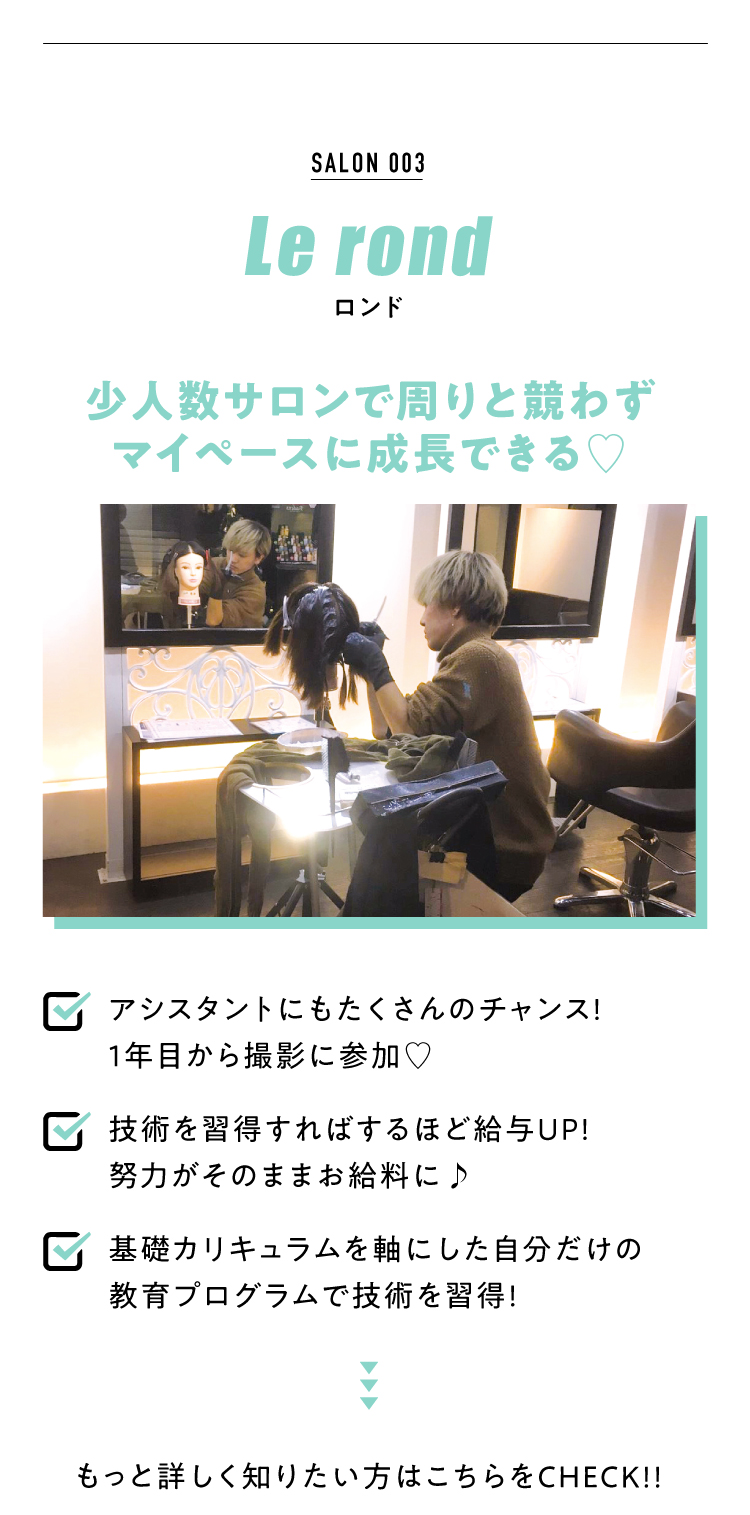 SALON 003
Le rond
ロンド
少人数サロンで周りと競わず
マイペースに成長できる♡
アシスタントにもたくさんのチャンス!
1年目から撮影に参加♡
技術を習得すればするほど給与UP!
努力がそのままお給料に♪
基礎カリキュラムを軸にした自分だけの
教育プログラムで技術を習得!
もっと詳しく知りたい方はこちらをCHECK!!